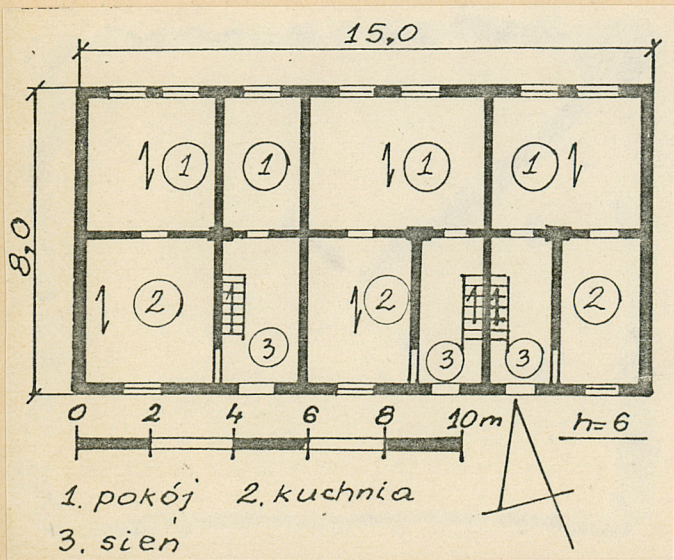 15,0
8,0
1 1 1 1
2 2 2
3 3 3
0 2 4 6 8 10m
h=6
1. pokój 2. kuchnia
3. sień